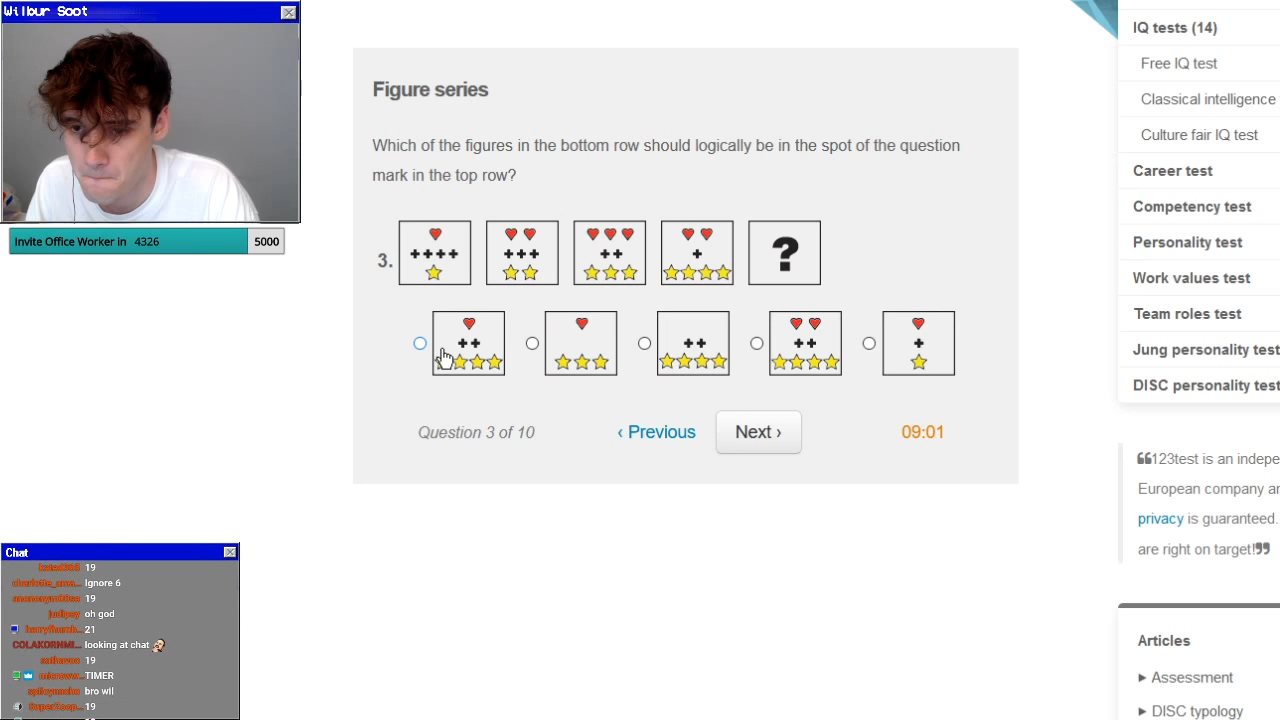 Wilbur Soot
Invite Office Worker in 4326 5000
Figure series
Which of the figures in the bottom row should logically be in the spot of the question
mark in the top row?
3. ?
Question 3 of 10 ‹ Previous Next › 09:01
IQ tests (14)
Free IQ test
Classical intelligence
Culture fair IQ test
Career test
Competency test
Personality test
Work values test
Team roles test
Jung personality test
DISC personality test
123test is an indepe
European company an
privacy is guaranteed.
are right on target!
Articles
Assessment
DISC typology
Chat
19
Ignore 6
19
oh god
21
looking at chat
19
TIMER
bro wil
19